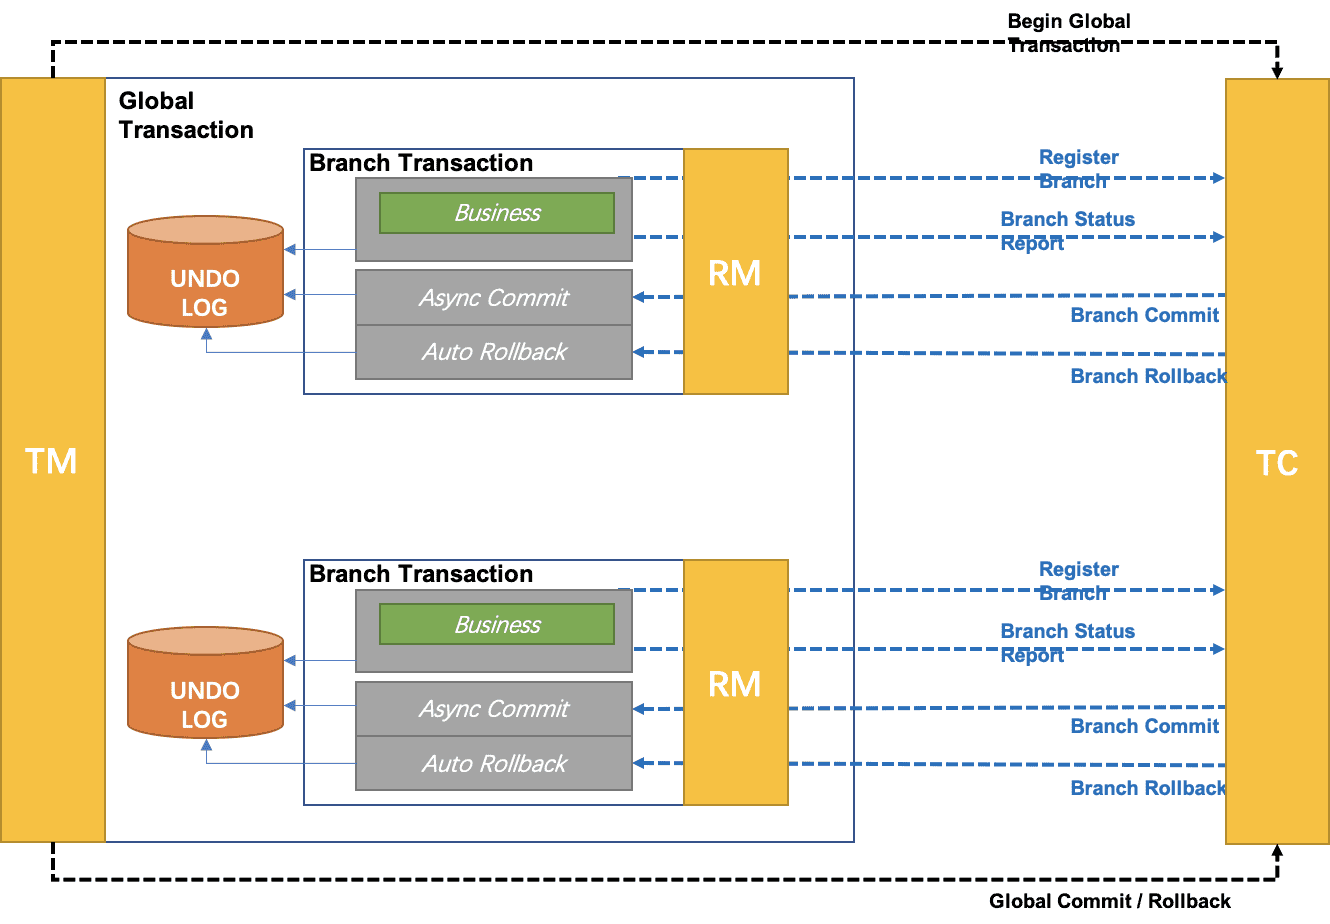 Begin Global
Transaction
Global
Transaction
Branch Transaction
Business
Async Commit
Auto Rollback
UNDO
LOG
RM
Register
Branch
Branch Status
Report
Branch Commit
Branch Rollback
TM
TC
Branch Transaction
Business
Async Commit
Auto Rollback
UNDO
LOG
RM
Register
Branch
Branch Status
Report
Branch Commit
Branch Rollback
Global Commit / Rollback